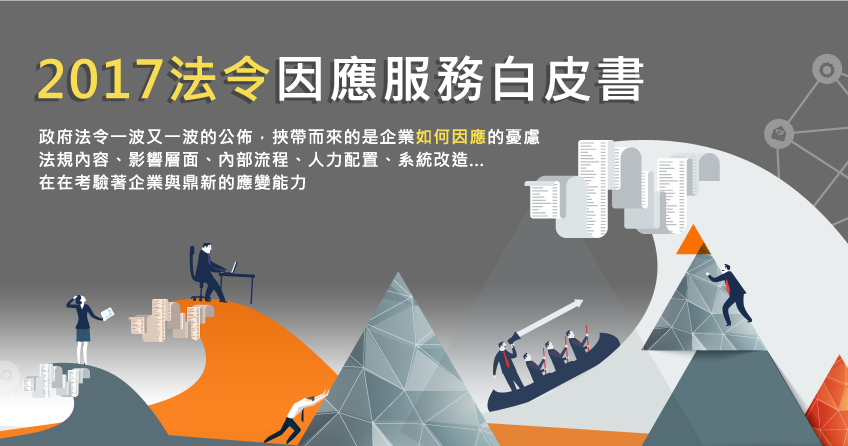 2017法令因應服務白皮書
政府法令一波又一波的公佈，挾帶而來的是企業如何因應的憂慮
法規內容、影響層面、內部流程、人力配置、系統改造...
在在考驗著企業與鼎新的應變能力